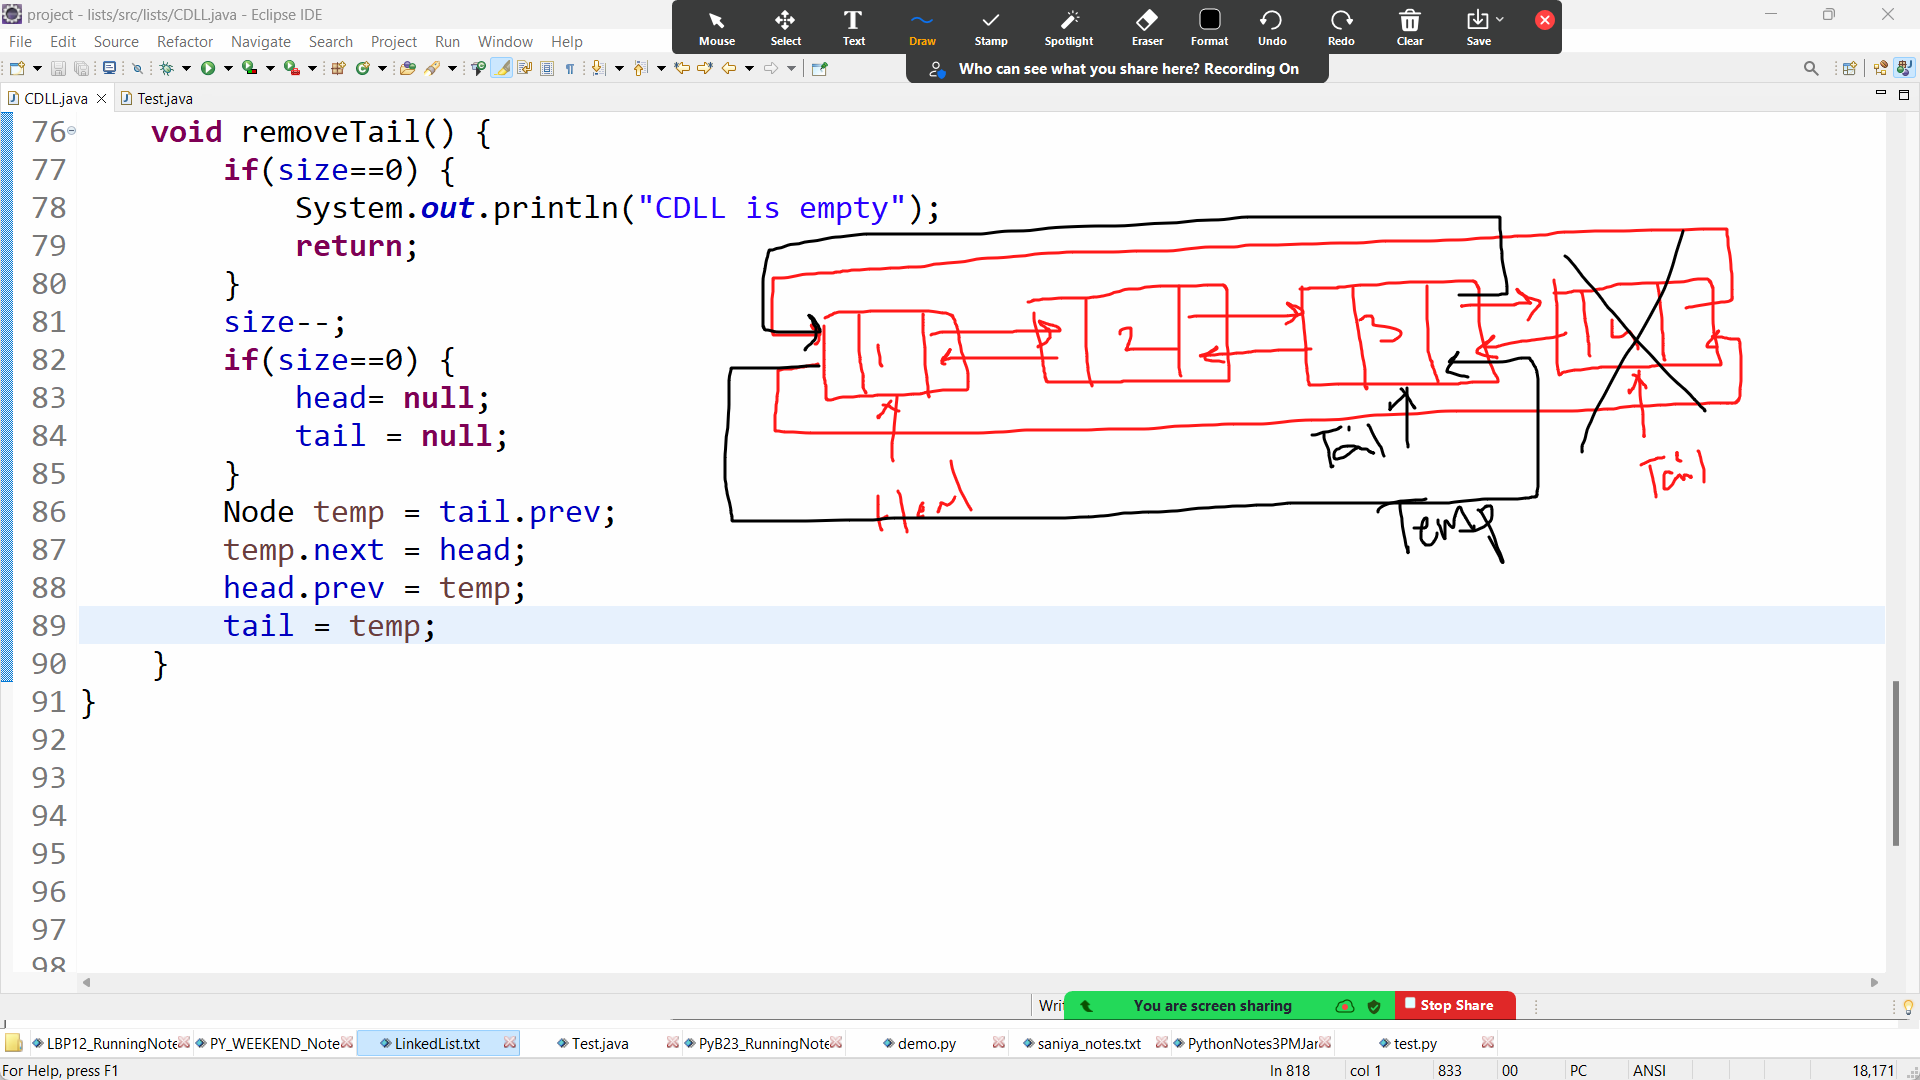 project - lists/src/lists/CDLL.java - Eclipse IDE
File Edit Source Refactor Navigate Search Project Run Window Help
Mouse Select Text Draw Stamp Spotlight Eraser Format Undo Redo Clear Save
Who can see what you share here? Recording On
CDLL.java Test.java
76 void removeTail() {
77 if(size==0) {
78 System.out.println("CDLL is empty");
79 return;
80 }
81 size--;
82 if(size==0) {
83 head= null;
84 tail = null;
85 }
86 Node temp = tail.prev;
87 temp.next = head;
88 head.prev = temp;
89 tail = temp;
90 }
91 }
92
93
94
95
96
97
98
1 2 3 4
Tail
Tail
Head
Temp
Wri
You are screen sharing Stop Share
LBP12_RunningNote PY_WEEKEND_Note LinkedList.txt Test.java PyB23_RunningNote demo.py saniya_notes.txt PythonNotes3PMJar test.py
For Help, press F1 ln 818 col 1 833 00 PC ANSI 18,171